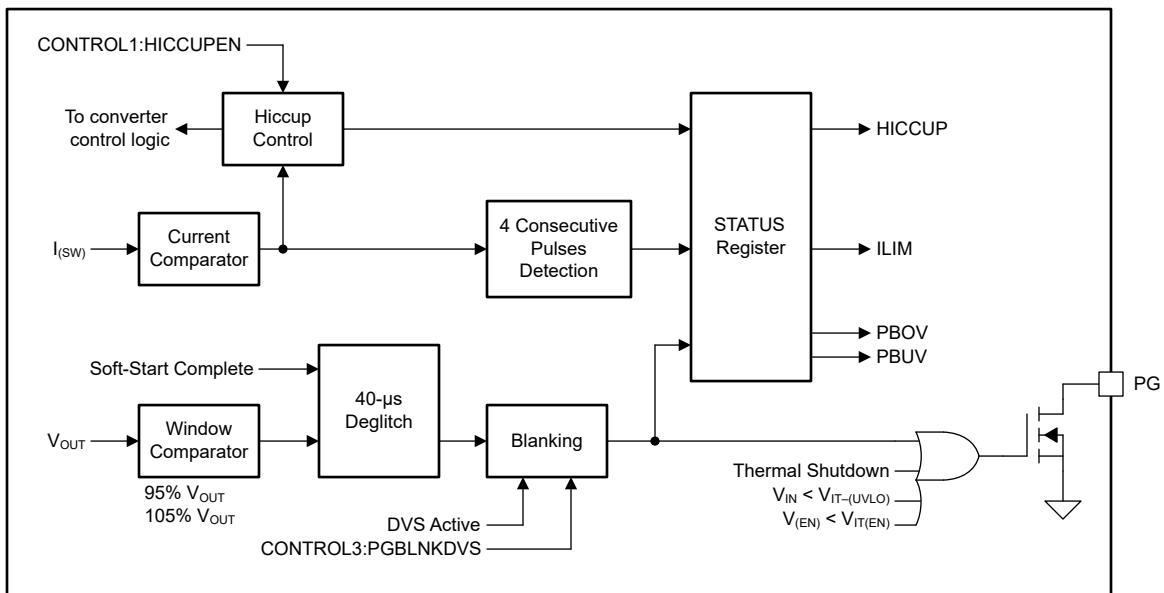 CONTROL1:HICCUPEN
To converter
control logic
Hiccup
Control
HICCUP
I(SW)
Current
Comparator
4 Consecutive
Pulses
Detection
STATUS
Register
ILIM
PBOV
PBUV
Soft-Start Complete
40-µs
Deglitch
PG
VOUT
Window
Comparator
Blanking
95% VOUT
105% VOUT
Thermal Shutdown
VIN < VIT–(UVLO)
V(EN) < VIT(EN)
DVS Active
CONTROL3:PGBLNKDVS